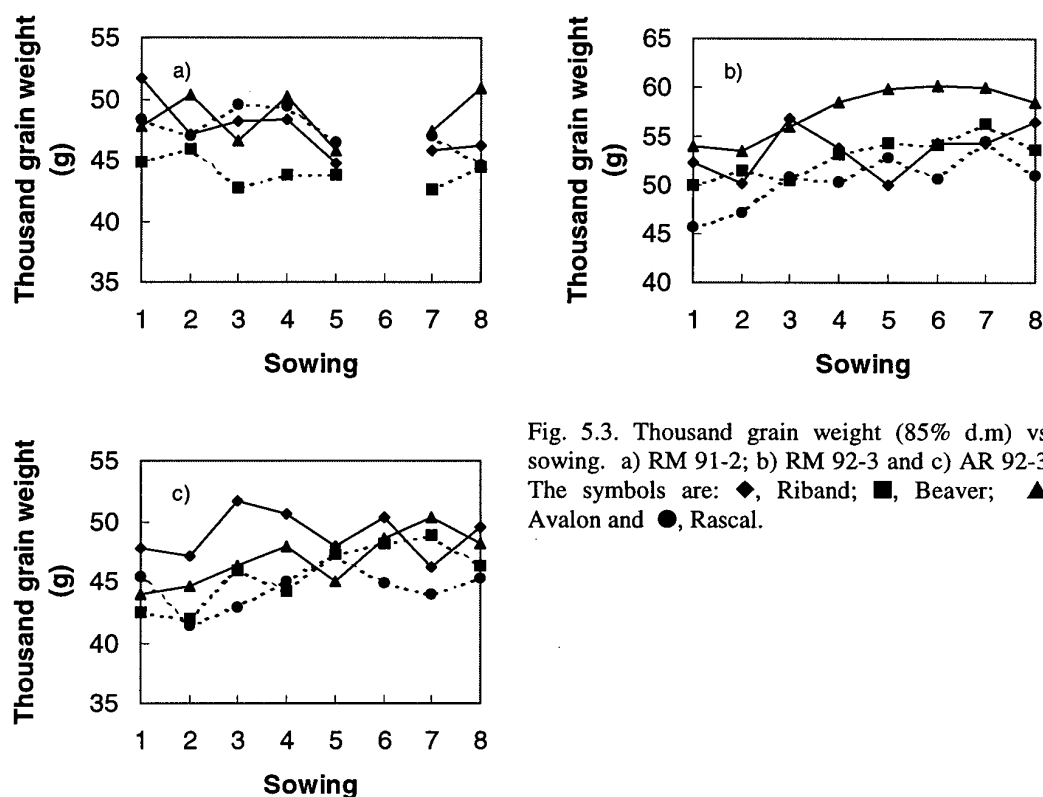 Thousand grain weight
(g)
55
50
45
40
35
a)
1 2 3 4 5 7 8
Sowing
Thousand grain weight
(g)
65
60
55
50
45
40
b)
1 2 3 4 5 6 7 8
Sowing
Thousand grain weight
(g)
55
50
45
40
35
c)
1 2 3 4 5 6 7 8
Sowing
Fig. 5.3. Thousand grain weight (85% d.m) vs
sowing. a) RM 91-2; b) RM 92-3 and c) AR 92-3
The symbols are: ◆, Riband; ■, Beaver; ▲
Avalon and ●, Rascal.